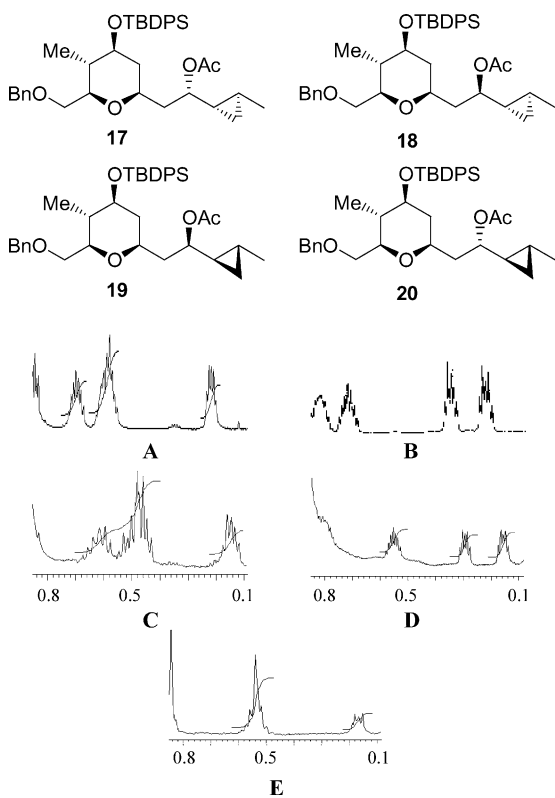 OTBDPS OTBDPS
Me,, OAc Me,, OAc
BnO O BnO O
17 18
OTBDPS OTBDPS
Me,, OAc Me,, OAc
BnO O BnO O
19 20
A B
0.8 0.5 0.1 0.8 0.5 0.1
C D
0.8 0.5 0.1
E